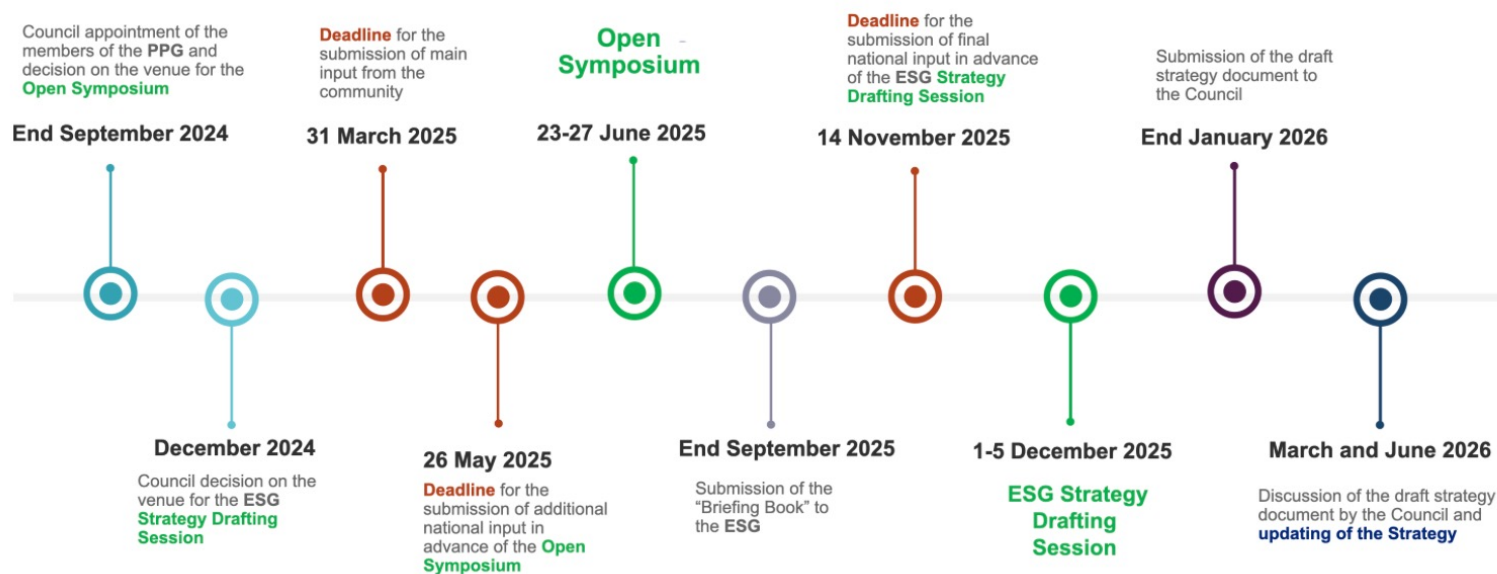 Council appointment of the
members of the PPG and
decision on the venue for the
Open Symposium
End September 2024
Deadline for the
submission of main
input from the
community
31 March 2025
Open
Symposium
23-27 June 2025
Deadline for the
submission of final
national input in advance
of the ESG Strategy
Drafting Session
14 November 2025
Submission of the draft
strategy document to
the Council
End January 2026
December 2024
Council decision on the
venue for the ESG
Strategy Drafting
Session
26 May 2025
Deadline for the
submission of additional
national input in
advance of the Open
Symposium
End September 2025
Submission of the
“Briefing Book” to
the ESG
1-5 December 2025
ESG Strategy
Drafting
Session
March and June 2026
Discussion of the draft strategy
document by the Council and
updating of the Strategy